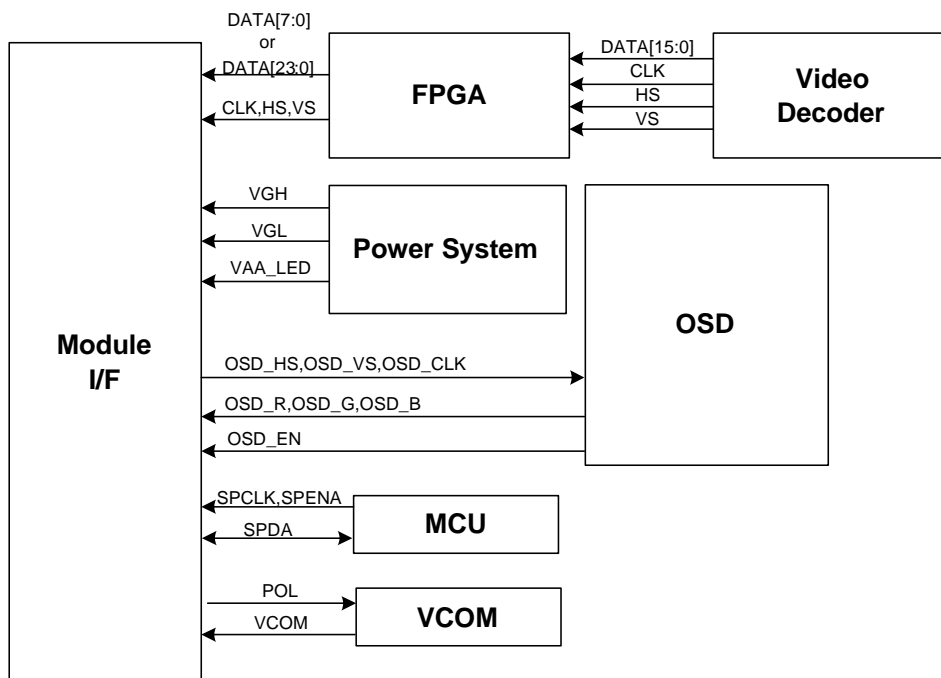 DATA[7:0]
or
DATA[23:0]
CLK,HS,VS
FPGA
DATA[15:0]
CLK
HS
VS
Video
Decoder
VGH
VGL
VAA_LED
Power System
OSD
Module
I/F
OSD_HS,OSD_VS,OSD_CLK
OSD_R,OSD_G,OSD_B
OSD_EN
SPCLK,SPENA
SPDA
MCU
POL
VCOM
VCOM